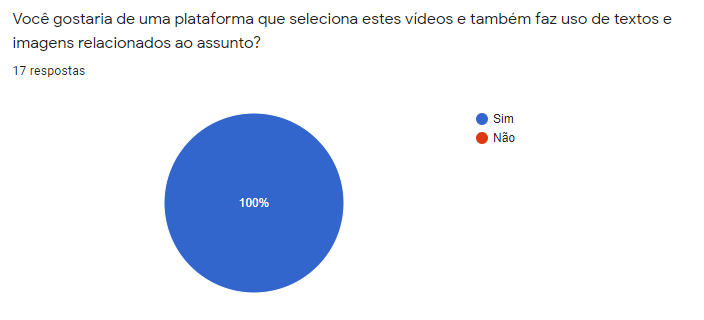 Você gostaria de uma plataforma que seleciona estes vídeos e também faz uso de textos e
imagens relacionados ao assunto?
17 respostas
Sim
Não
100%